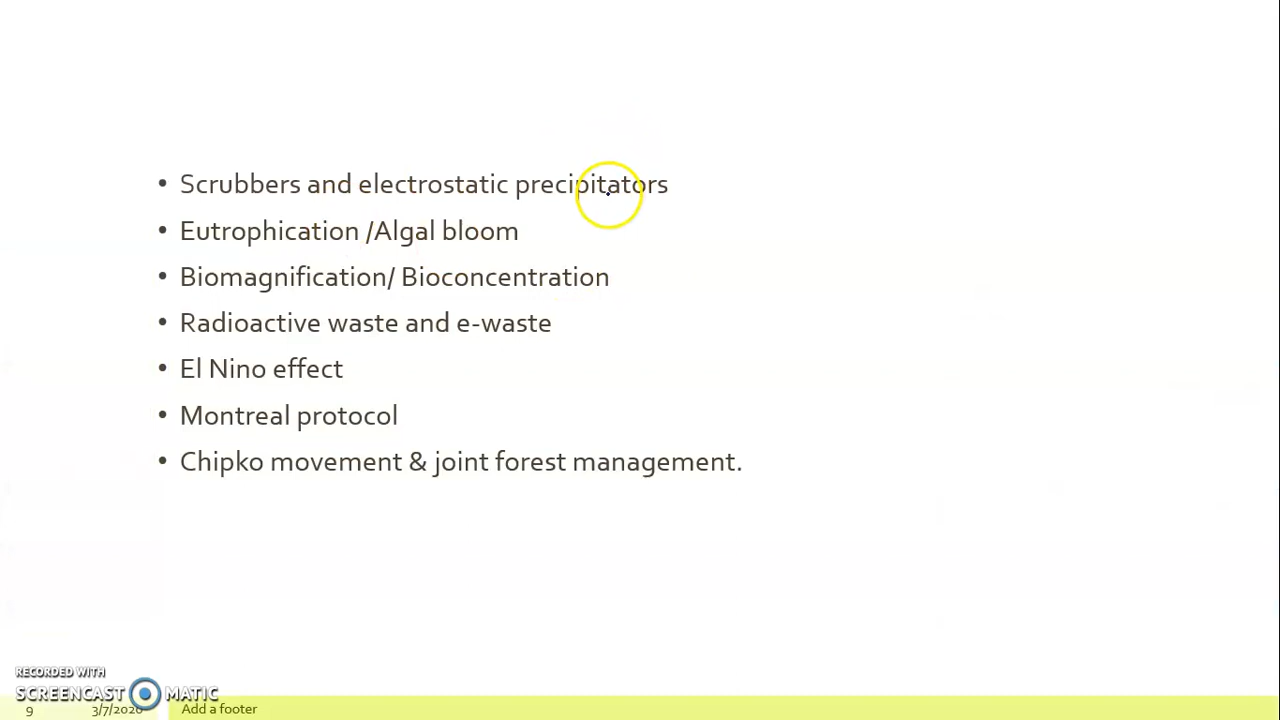 • Scrubbers and electrostatic precipitators
• Eutrophication /Algal bloom
• Biomagnification/ Bioconcentration
• Radioactive waste and e-waste
• El Nino effect
• Montreal protocol
• Chipko movement & joint forest management.
RECORDED WITH
SCREENCAST MATIC
9 3/7/2020 Add a footer